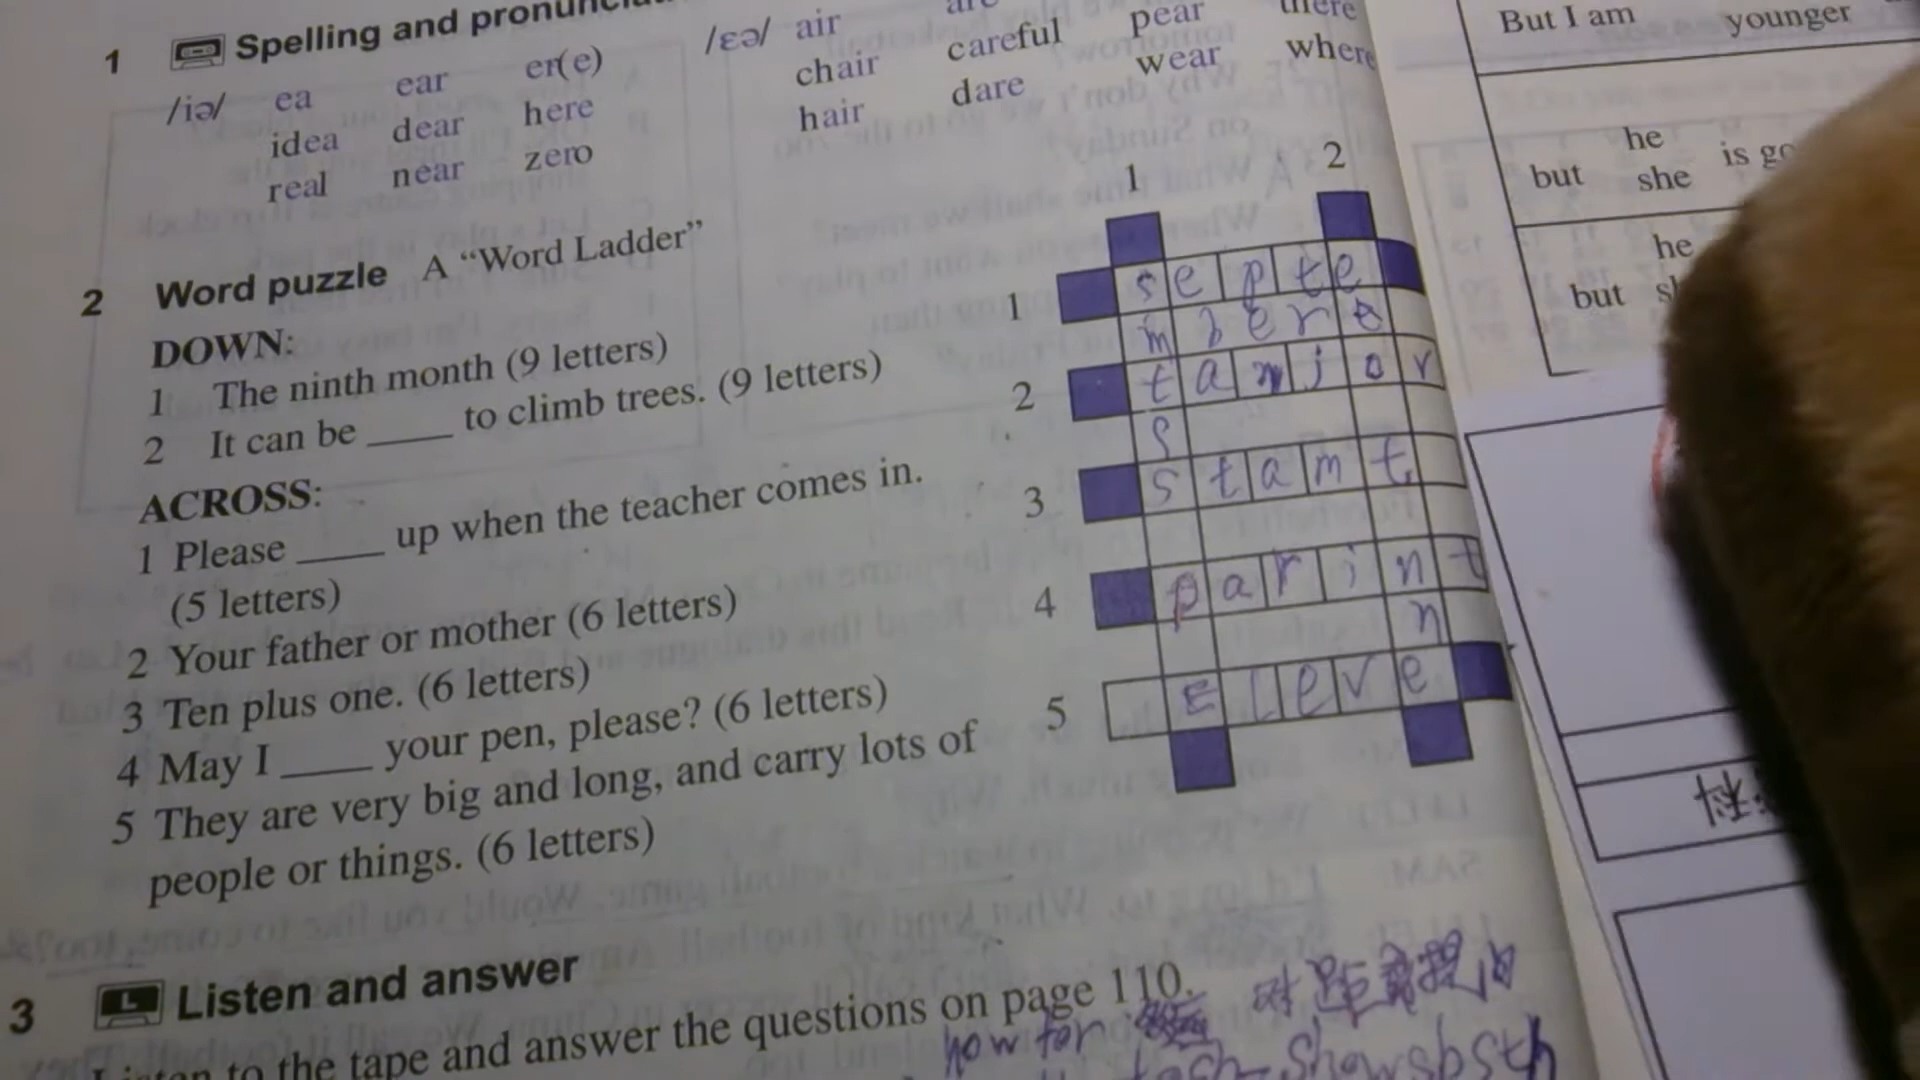 1 Spelling and
/iə/ ea ear er(e) /ɛə/ air
idea dear here chair careful pear there
real near zero hair dare wear where
2 Word puzzle A “Word Ladder”
DOWN:
1 The ninth month (9 letters)
2 It can be ____ to climb trees. (9 letters)
ACROSS:
1 Please ____ up when the teacher comes in.
(5 letters)
2 Your father or mother (6 letters)
3 Ten plus one. (6 letters)
4 May I ____ your pen, please? (6 letters)
5 They are very big and long, and carry lots of
people or things. (6 letters)
1 2
1 s e p t e
m b e r e
2 t a m j o r
s
3 s t a m t
4 p a r i n t
n
5 E l e v e
3 L Listen and answer
to the tape and answer the questions on page 110.
how for
But I am younger
he
but she is
he
but